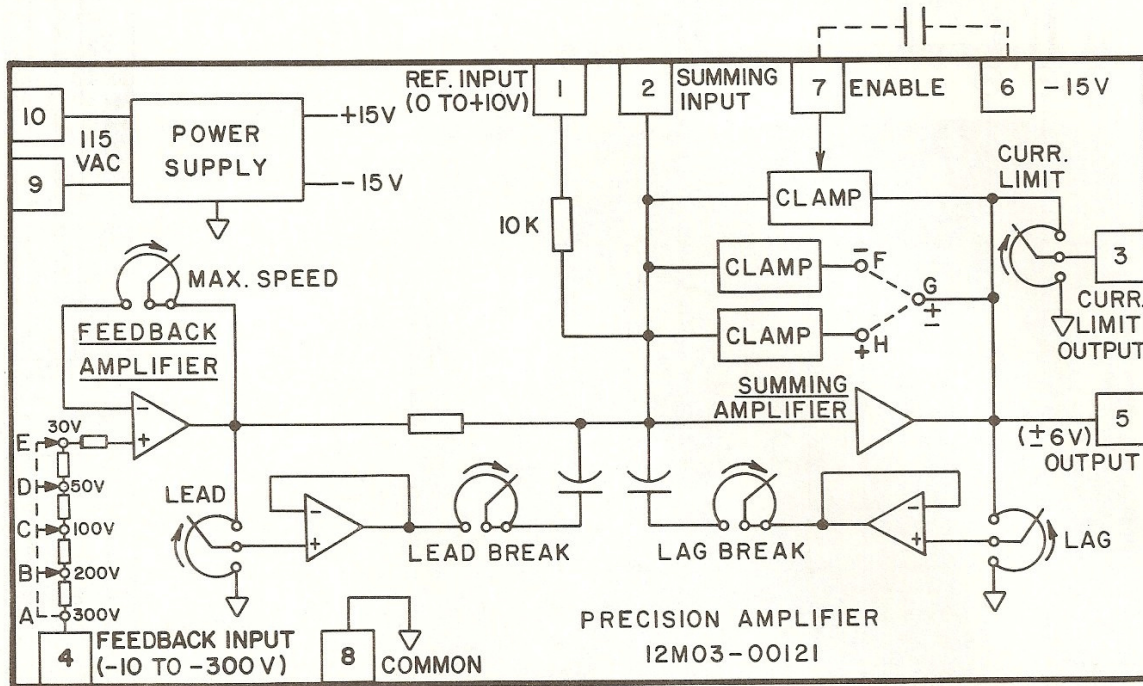 REF. INPUT
(0 TO +10V)
1
2
SUMMING
INPUT
7
ENABLE
6
-15V
10
115
VAC
9
POWER
SUPPLY
+15V
-15V
10K
CLAMP
CURR.
LIMIT
3
CURR.
LIMIT
OUTPUT
CLAMP
- F
G
±
CLAMP
+ H
MAX. SPEED
FEEDBACK
AMPLIFIER
-
+
SUMMING
AMPLIFIER
5
(±6V)
OUTPUT
E
30V
D
50V
C
100V
B
200V
A
300V
LEAD
-
+
LEAD BREAK
LAG BREAK
-
+
LAG
4
FEEDBACK INPUT
(-10 TO -300V)
8
COMMON
PRECISION AMPLIFIER
12M03-00121